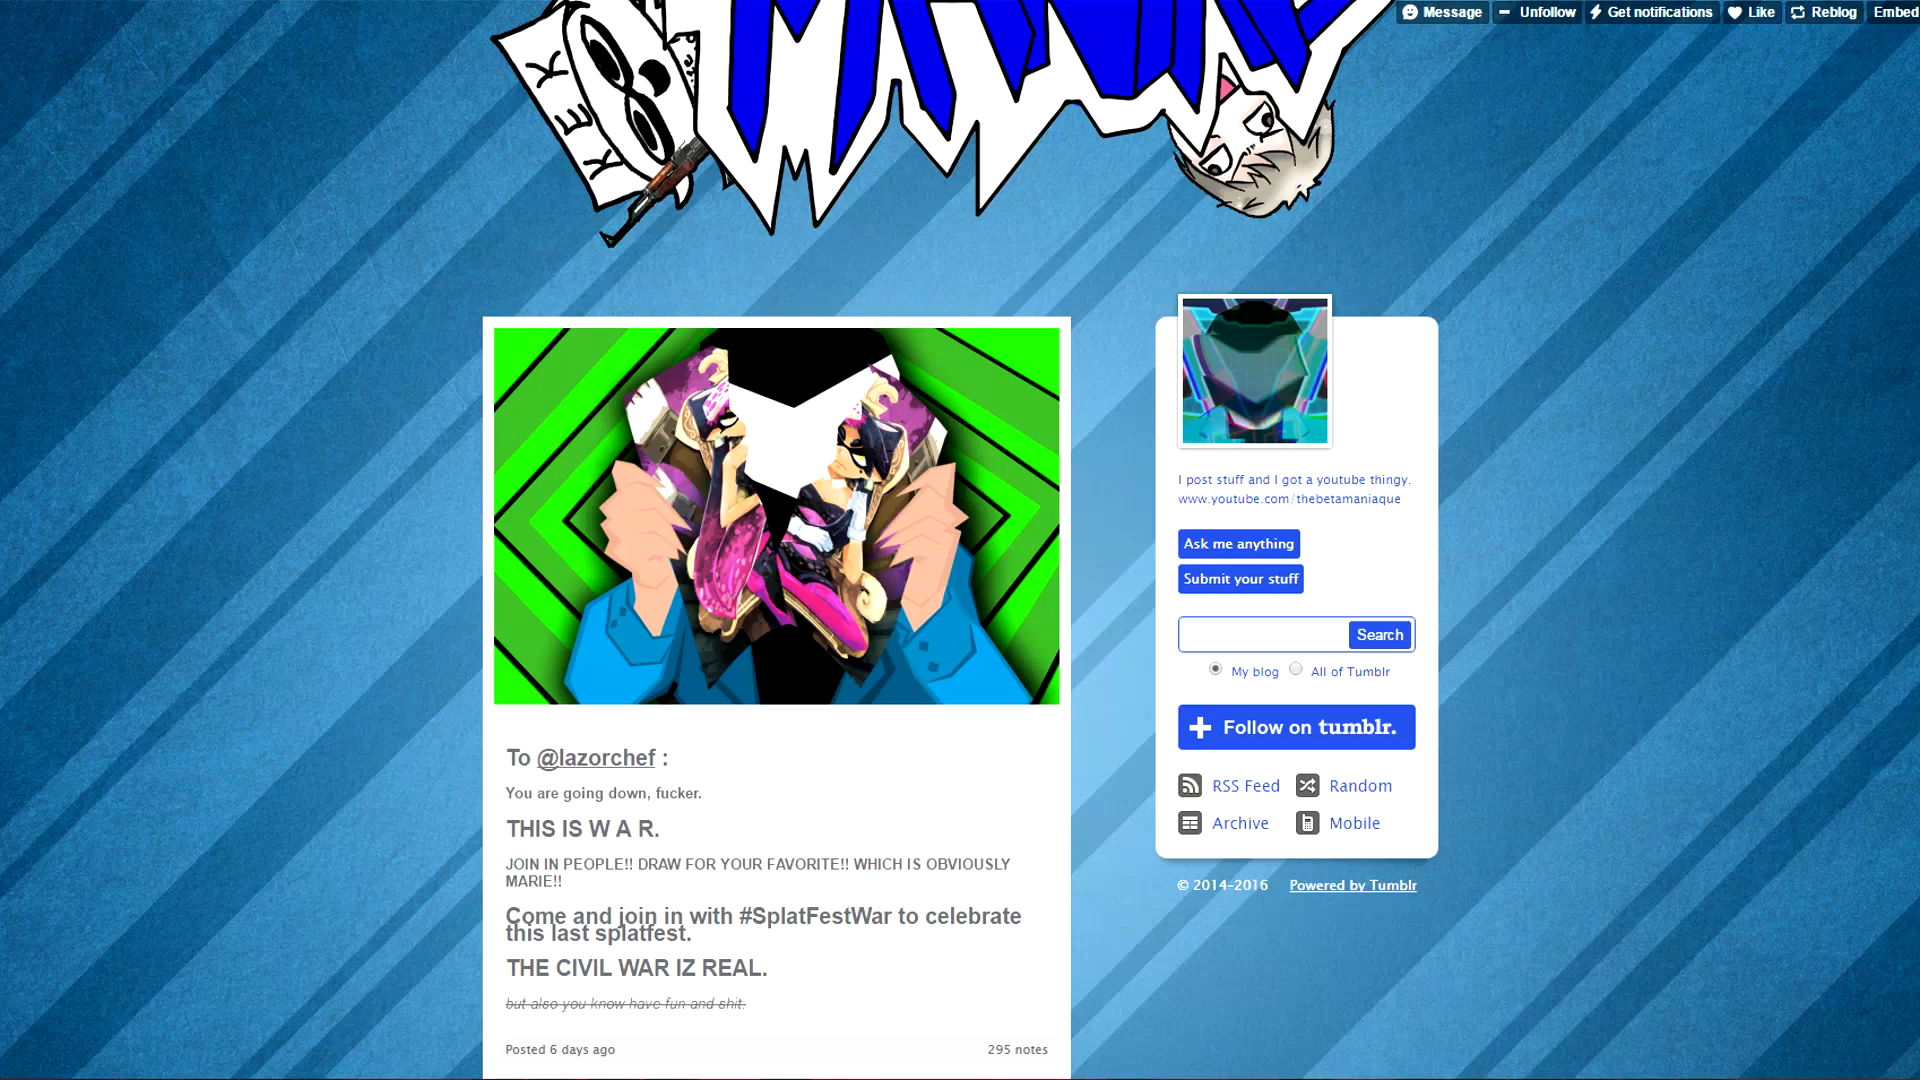 Message
Unfollow
Get notifications
Like
Reblog
Embed
KEK
To @lazorchef :
You are going down, fucker.
THIS IS W A R.
JOIN IN PEOPLE!! DRAW FOR YOUR FAVORITE!! WHICH IS OBVIOUSLY
MARIE!!
Come and join in with #SplatFestWar to celebrate
this last splatfest.
THE CIVIL WAR IZ REAL.
but also you know have fun and shit.
Posted 6 days ago
295 notes
I post stuff and I got a youtube thingy.
www.youtube.com/thebetamaniaque
Ask me anything
Submit your stuff
Search
My blog
All of Tumblr
Follow on tumblr.
RSS Feed
Random
Archive
Mobile
© 2014-2016
Powered by Tumblr